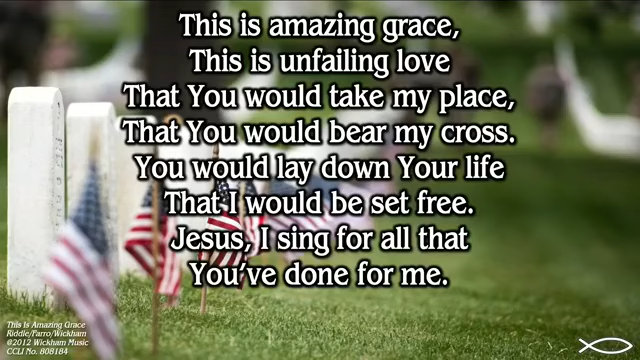 This is amazing grace,
This is unfailing love
That You would take my place,
That You would bear my cross.
You would lay down Your life
That I would be set free.
Jesus, I sing for all that
You've done for me.
This Is Amazing Grace
Riddle/Farro/Wickham
©2012 Wickham Music
CCLI No. 808184